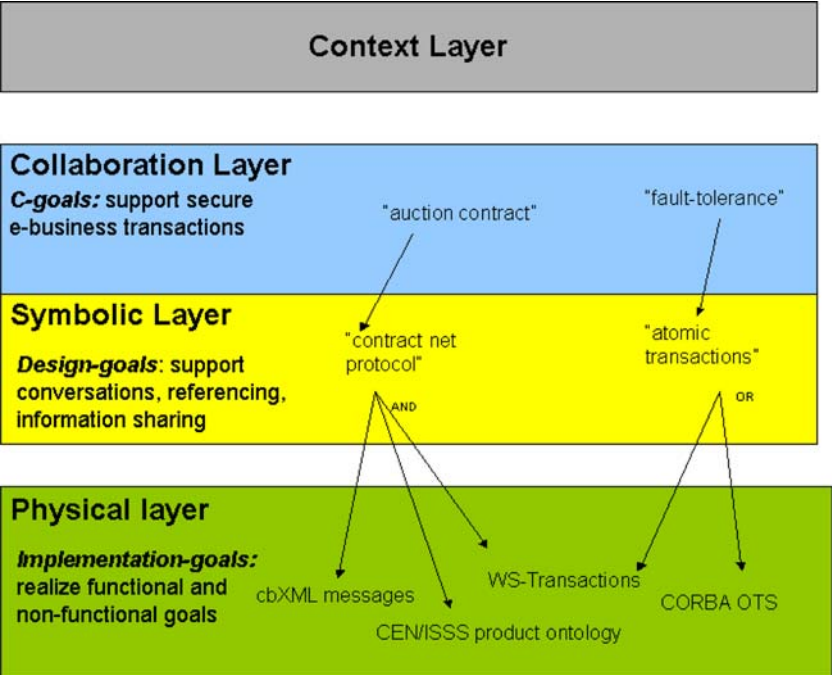 Context Layer
Collaboration Layer
C-goals: support secure
e-business transactions
"auction contract"
"fault-tolerance"
Symbolic Layer
Design-goals: support
conversations, referencing,
information sharing
"contract net
protocol"
"atomic
transactions"
AND
OR
Physical layer
Implementation-goals:
realize functional and
non-functional goals
cbXML messages
WS-Transactions
CORBA OTS
CEN/ISSS product ontology